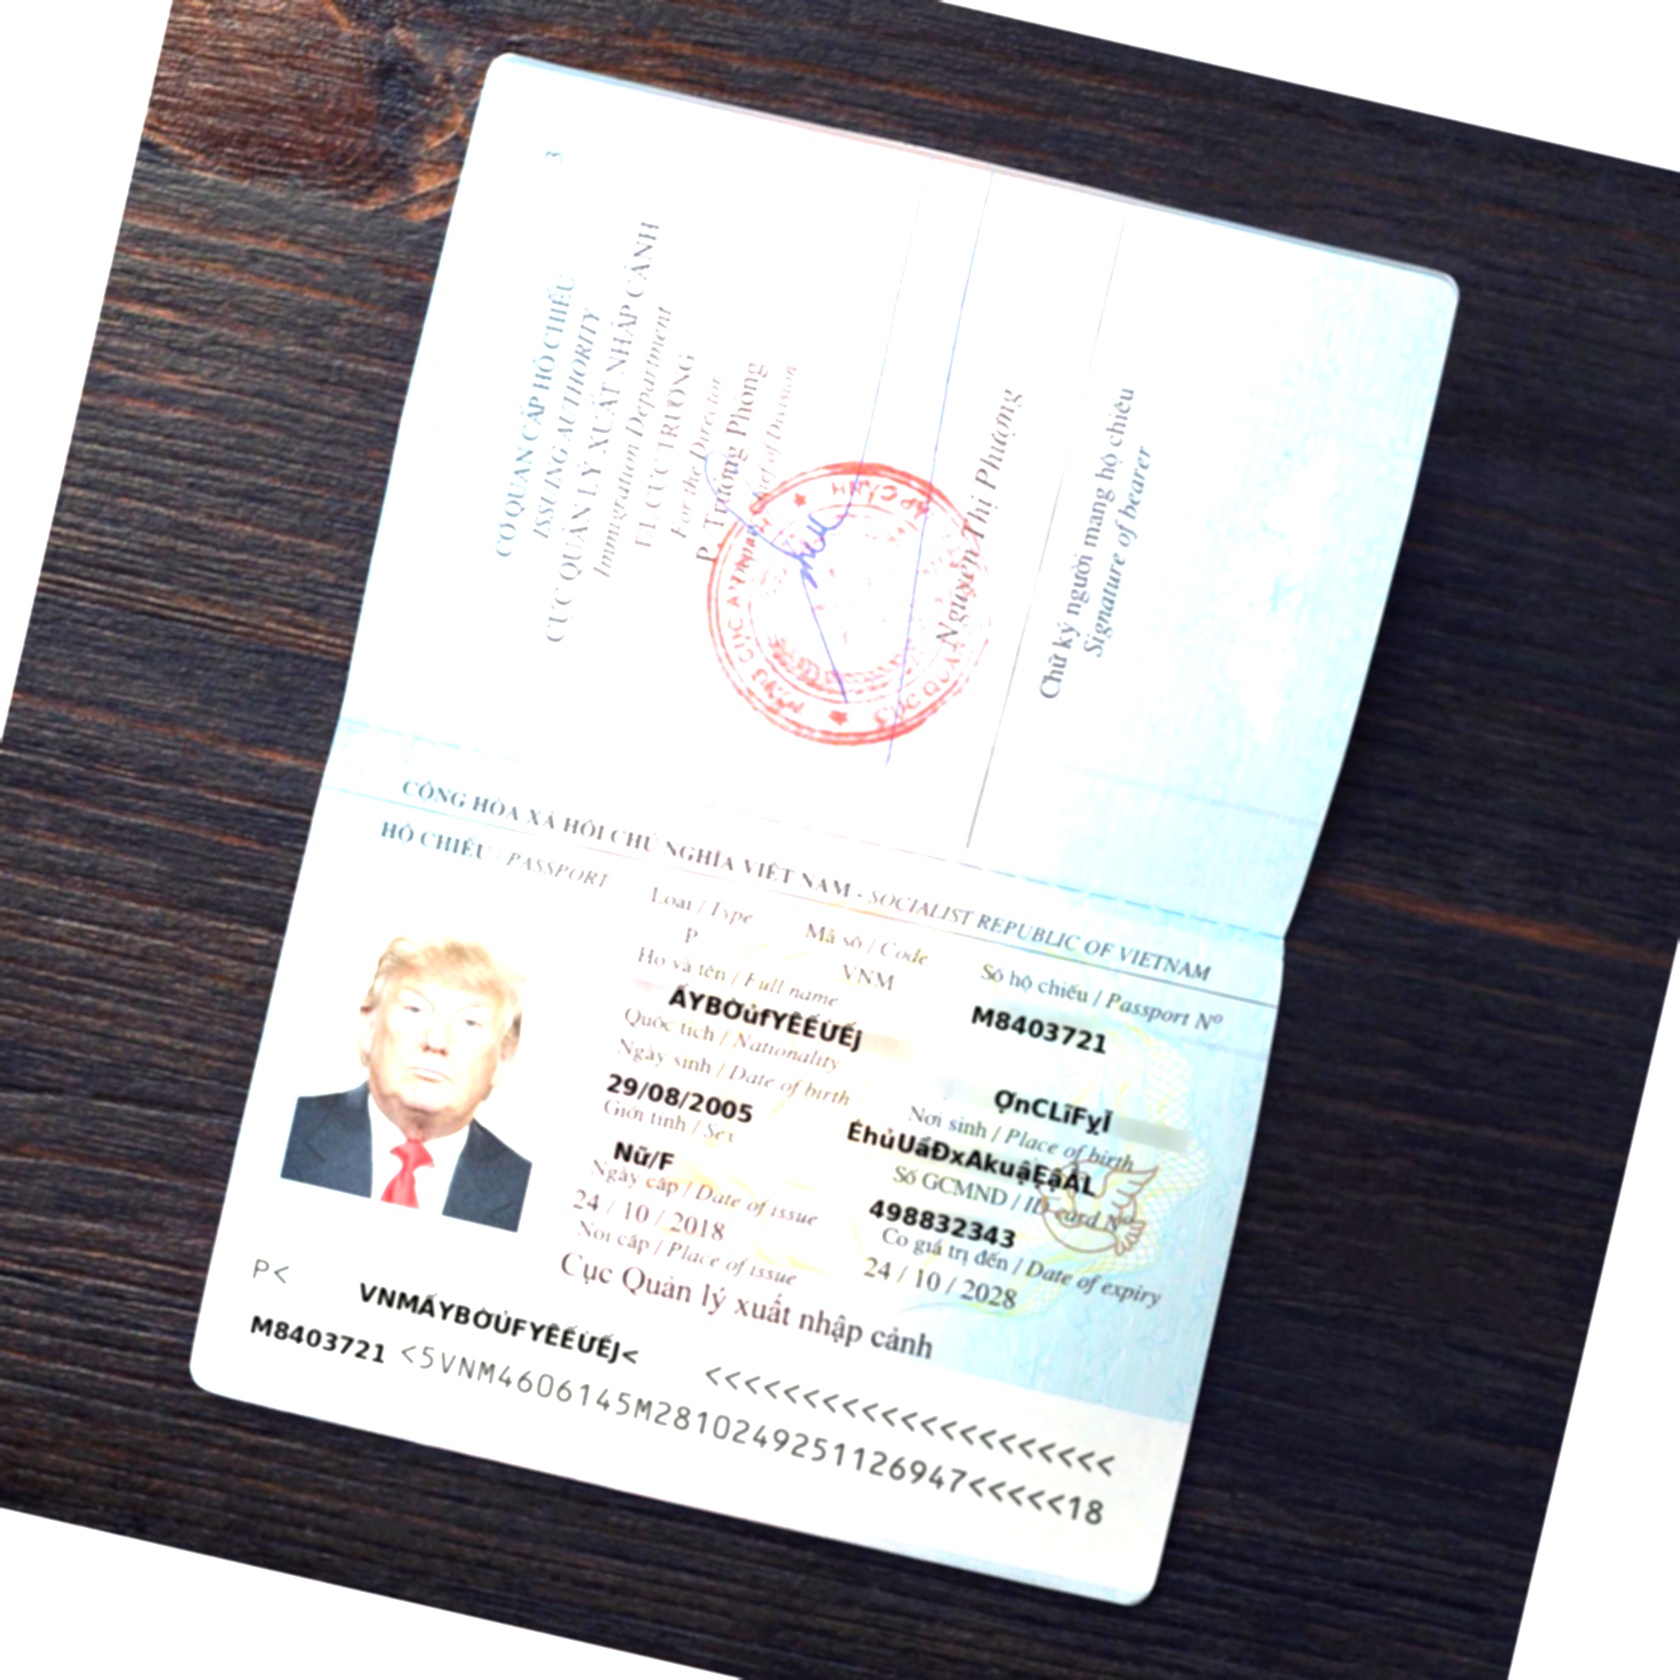 3
CƠ QUAN CẤP HỘ CHIẾU
ISSUING AUTHORITY
CỤC QUẢN LÝ XUẤT NHẬP CẢNH
Immigration Department
TL CỤC TRƯỞNG
For the Director
P. Trưởng Phòng
of Division
Nguyễn Thị Phương
Chữ ký người mang hộ chiếu
Signature of bearer
CỘNG HÒA XÃ HỘI CHỦ NGHĨA VIỆT NAM - SOCIALIST REPUBLIC OF VIETNAM
HỘ CHIẾU / PASSPORT
Loại / Type
Mã số / Code
Số hộ chiếu / Passport Nº
P
VNM
M8403721
Họ và tên / Full name
ẤYBỜủfYÊẾỪẾJ
Quốc tịch / Nationality
ỢnCLĩFỵĨ
Ngày sinh / Date of birth
Nơi sinh / Place of birth
29/08/2005
ÉhủUẩĐxAkuậẸạÂL
Giới tính / Sex
Số GCMND / ID card Nº
Nữ/F
498832343
Ngày cấp / Date of issue
Có giá trị đến / Date of expiry
24 / 10 / 2018
24 / 10 / 2028
Nơi cấp / Place of issue
Cục Quản lý xuất nhập cảnh
P< VNMẤYBỜỦFYÊẾỪẾJ< <<<<<<<<<<<<<<<<<<<<
M8403721 <5VNM4606145M2810249251126947<<<<<18